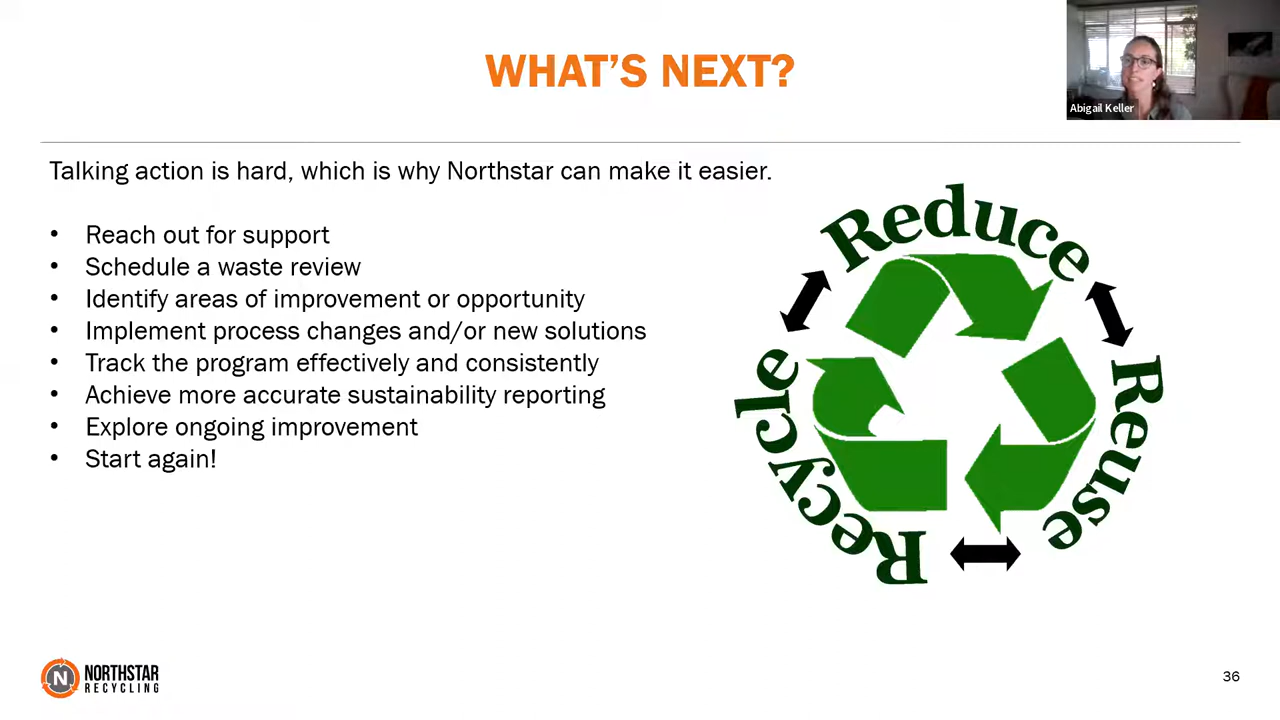 WHAT'S NEXT?
Abigail Keller
Talking action is hard, which is why Northstar can make it easier.
• Reach out for support
• Schedule a waste review
• Identify areas of improvement or opportunity
• Implement process changes and/or new solutions
• Track the program effectively and consistently
• Achieve more accurate sustainability reporting
• Explore ongoing improvement
• Start again!
Reduce
Reuse
Recycle
N
NORTHSTAR
RECYCLING
36